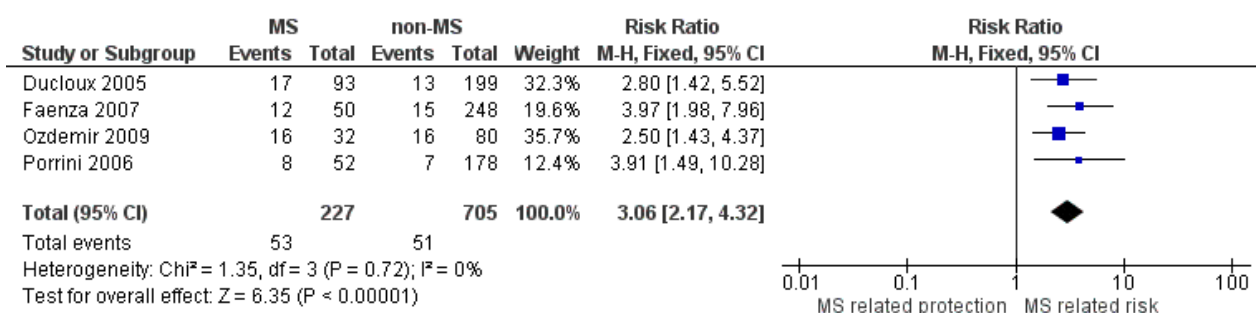 MS non-MS Risk Ratio Risk Ratio
Study or Subgroup Events Total Events Total Weight M-H, Fixed, 95% CI M-H, Fixed, 95% CI
Ducloux 2005 17 93 13 199 32.3% 2.80 [1.42, 5.52]
Faenza 2007 12 50 15 248 19.6% 3.97 [1.98, 7.96]
Ozdemir 2009 16 32 16 80 35.7% 2.50 [1.43, 4.37]
Porrini 2006 8 52 7 178 12.4% 3.91 [1.49, 10.28]
Total (95% CI) 227 705 100.0% 3.06 [2.17, 4.32]
Total events 53 51
Heterogeneity: Chi² = 1.35, df = 3 (P = 0.72); I² = 0%
Test for overall effect: Z = 6.35 (P < 0.00001)
0.01 0.1 1 10 100
MS related protection MS related risk